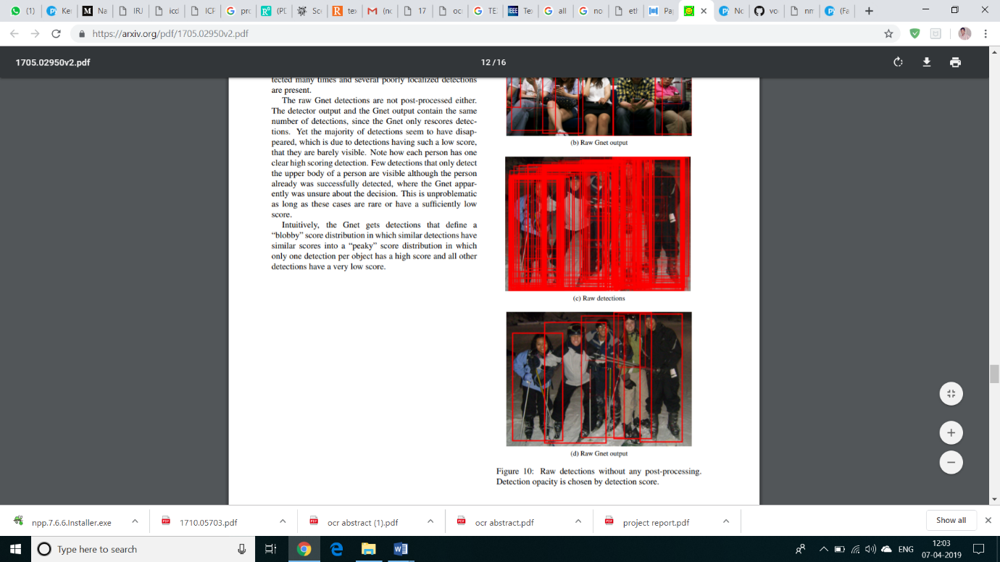 (1)
Ker
Na
IRJ
icd
ICF
pro
(PD
Sc
tex
(nc
17
oc
TE
Tex
all
no
eth
Pa
No
vo
nn
(Fa
https://arxiv.org/pdf/1705.02950v2.pdf
1705.02950v2.pdf
12 / 16
tected many times and several poorly localized detections
are present.
The raw Gnet detections are not post-processed either.
The detector output and the Gnet output contain the same
number of detections, since the Gnet only rescores detec-
tions. Yet the majority of detections seem to have disap-
peared, which is due to detections having such a low score,
that they are barely visible. Note how each person has one
clear high scoring detection. Few detections that only detect
the upper body of a person are visible although the person
already was successfully detected, where the Gnet appar-
ently was unsure about the decision. This is unproblematic
as long as these cases are rare or have a sufficiently low
score.
Intuitively, the Gnet gets detections that define a
“blobby” score distribution in which similar detections have
similar scores into a “peaky” score distribution in which
only one detection per object has a high score and all other
detections have a very low score.
(b) Raw Gnet output
(c) Raw detections
(d) Raw Gnet output
Figure 10: Raw detections without any post-processing.
Detection opacity is chosen by detection score.
npp.7.6.6.Installer.exe
1710.05703.pdf
ocr abstract (1).pdf
ocr abstract.pdf
project report.pdf
Show all
Type here to search
ENG
12:03
07-04-2019